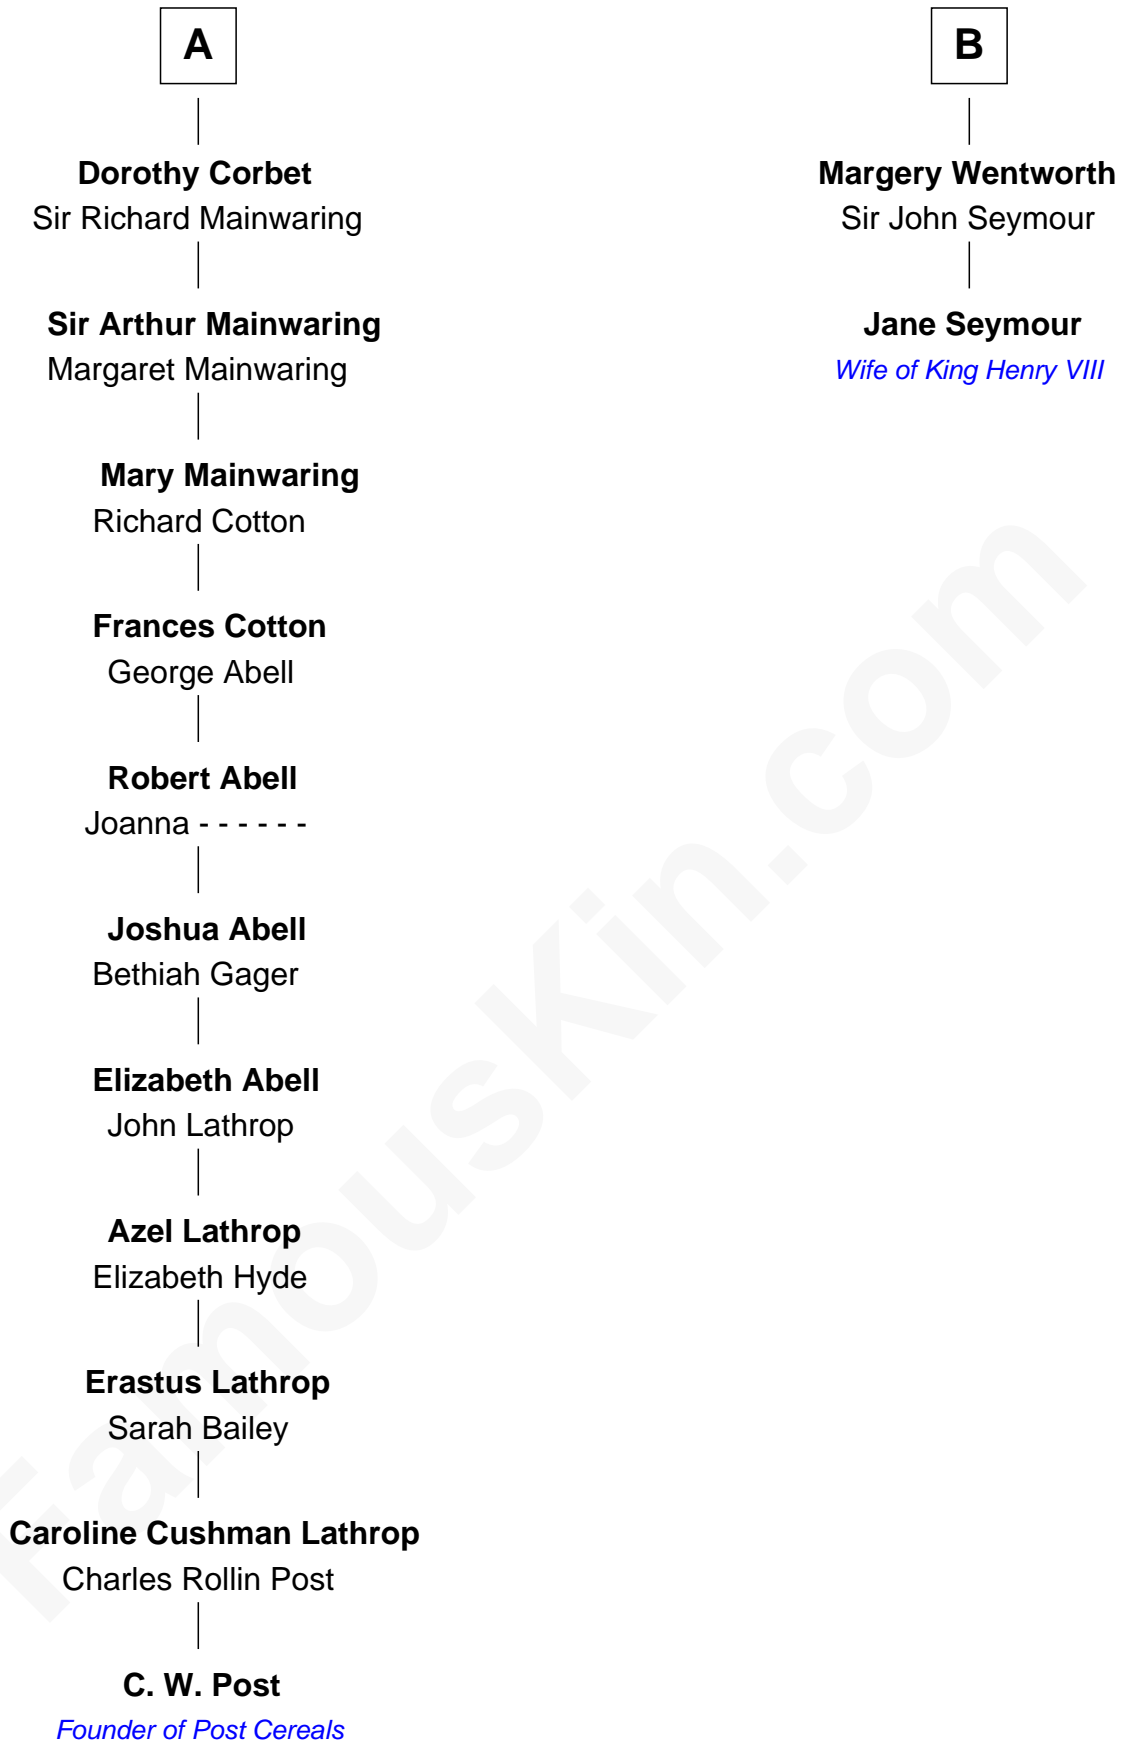 A
Dorothy Corbet
Sir Richard Mainwaring
Sir Arthur Mainwaring
Margaret Mainwaring
Mary Mainwaring
Richard Cotton
Frances Cotton
George Abell
Robert Abell
Joanna - - - - - -
Joshua Abell
Bethiah Gager
Elizabeth Abell
John Lathrop
Azel Lathrop
Elizabeth Hyde
Erastus Lathrop
Sarah Bailey
Caroline Cushman Lathrop
Charles Rollin Post
C. W. Post
Founder of Post Cereals
B
Margery Wentworth
Sir John Seymour
Jane Seymour
Wife of King Henry VIII
FamousKin.com